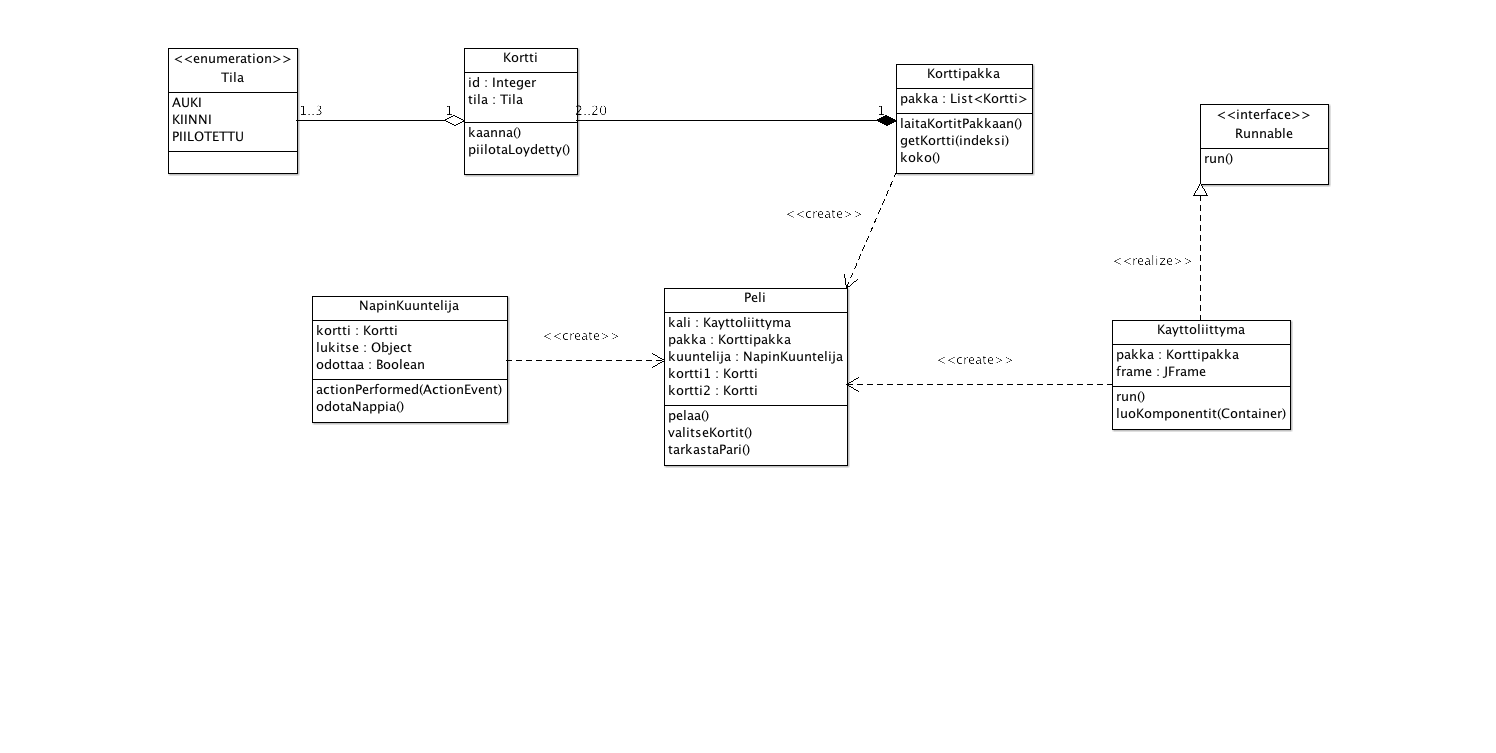 <<enumeration>>
Tila
AUKI
KIINNI
PIILOTETTU
1..3
1
Kortti
id : Integer
tila : Tila
kaanna()
piilotaLoydetty()
2..20
1
Korttipakka
pakka : List<Kortti>
laitaKortitPakkaan()
getKortti(indeksi)
koko()
<<interface>>
Runnable
run()
<<create>>
<<realize>>
NapinKuuntelija
kortti : Kortti
lukitse : Object
odottaa : Boolean
actionPerformed(ActionEvent)
odotaNappia()
<<create>>
Peli
kali : Kayttoliittyma
pakka : Korttipakka
kuuntelija : NapinKuuntelija
kortti1 : Kortti
kortti2 : Kortti
pelaa()
valitseKortit()
tarkastaPari()
<<create>>
Kayttoliittyma
pakka : Korttipakka
frame : JFrame
run()
luoKomponentit(Container)